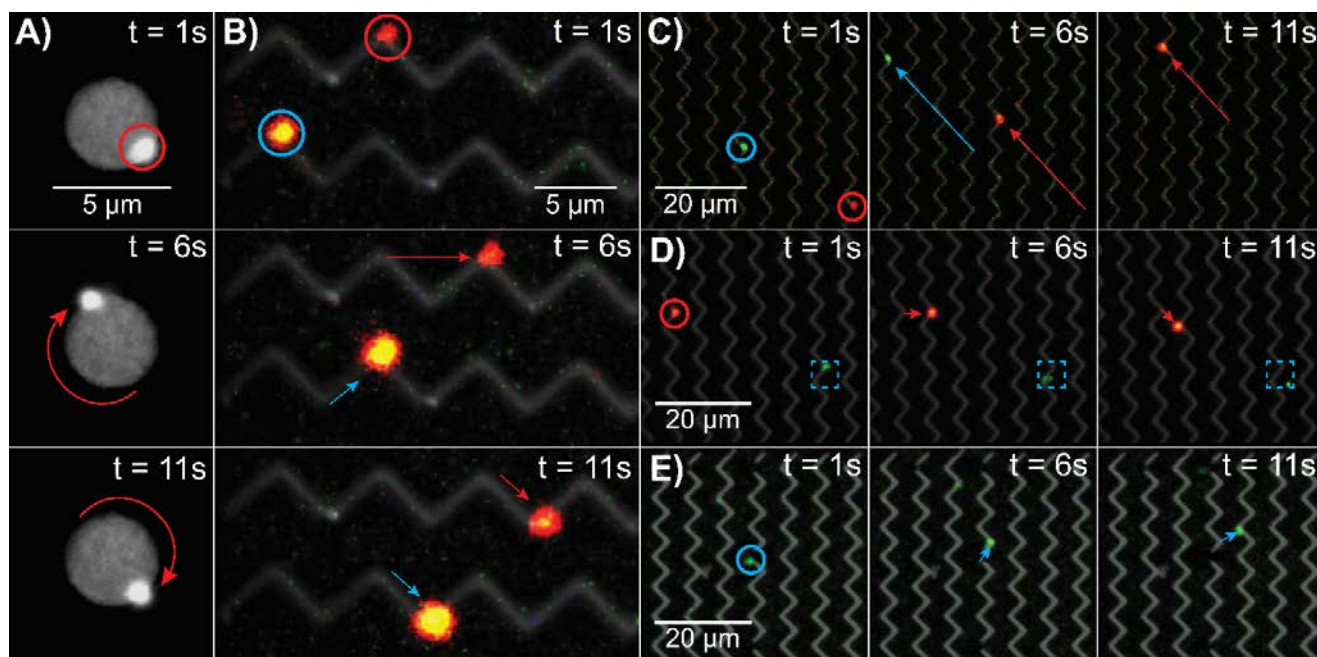 A) t = 1s
5 µm
t = 6s
t = 11s
B) t = 1s
5 µm
t = 6s
t = 11s
C) t = 1s t = 6s t = 11s
20 µm
D) t = 1s t = 6s t = 11s
20 µm
E) t = 1s t = 6s t = 11s
20 µm